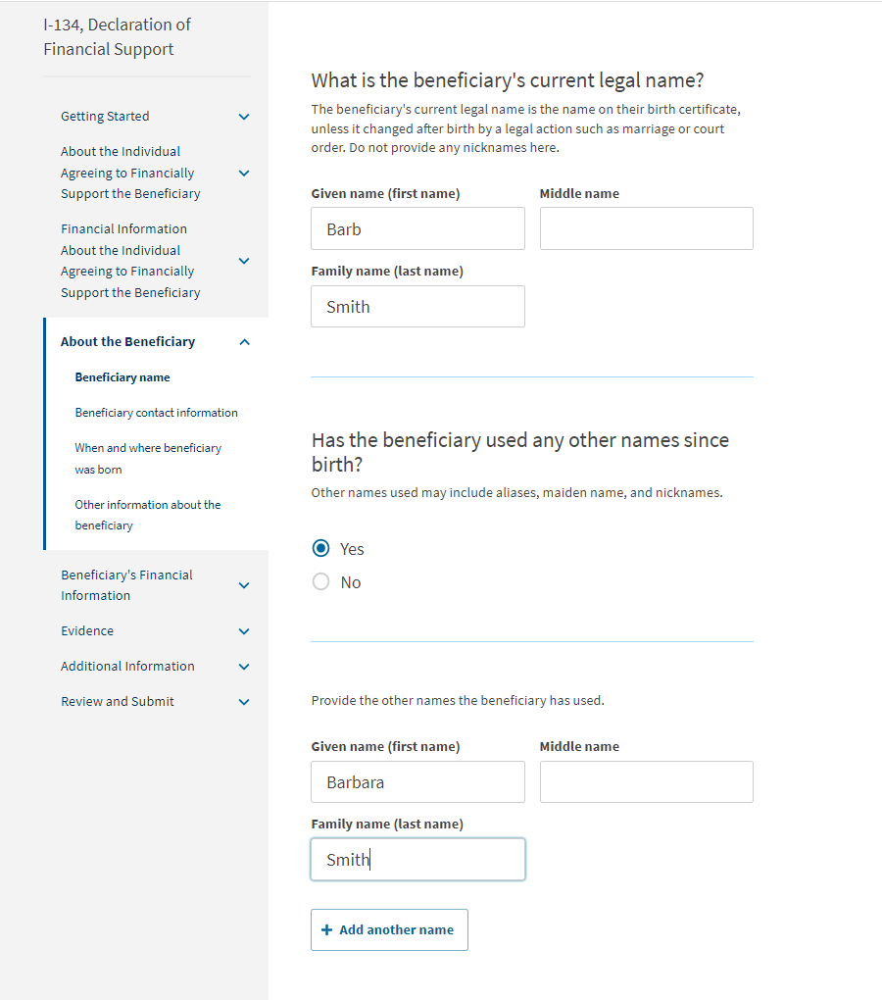 I-134, Declaration of
Financial Support
Getting Started
About the Individual
Agreeing to Financially
Support the Beneficiary
Financial Information
About the Individual
Agreeing to Financially
Support the Beneficiary
About the Beneficiary
Beneficiary name
Beneficiary contact information
When and where beneficiary
was born
Other information about the
beneficiary
Beneficiary's Financial
Information
Evidence
Additional Information
Review and Submit
What is the beneficiary's current legal name?
The beneficiary's current legal name is the name on their birth certificate,
unless it changed after birth by a legal action such as marriage or court
order. Do not provide any nicknames here.
Given name (first name) Middle name
Barb
Family name (last name)
Smith
Has the beneficiary used any other names since
birth?
Other names used may include aliases, maiden name, and nicknames.
Yes
No
Provide the other names the beneficiary has used.
Given name (first name) Middle name
Barbara
Family name (last name)
Smith
+ Add another name